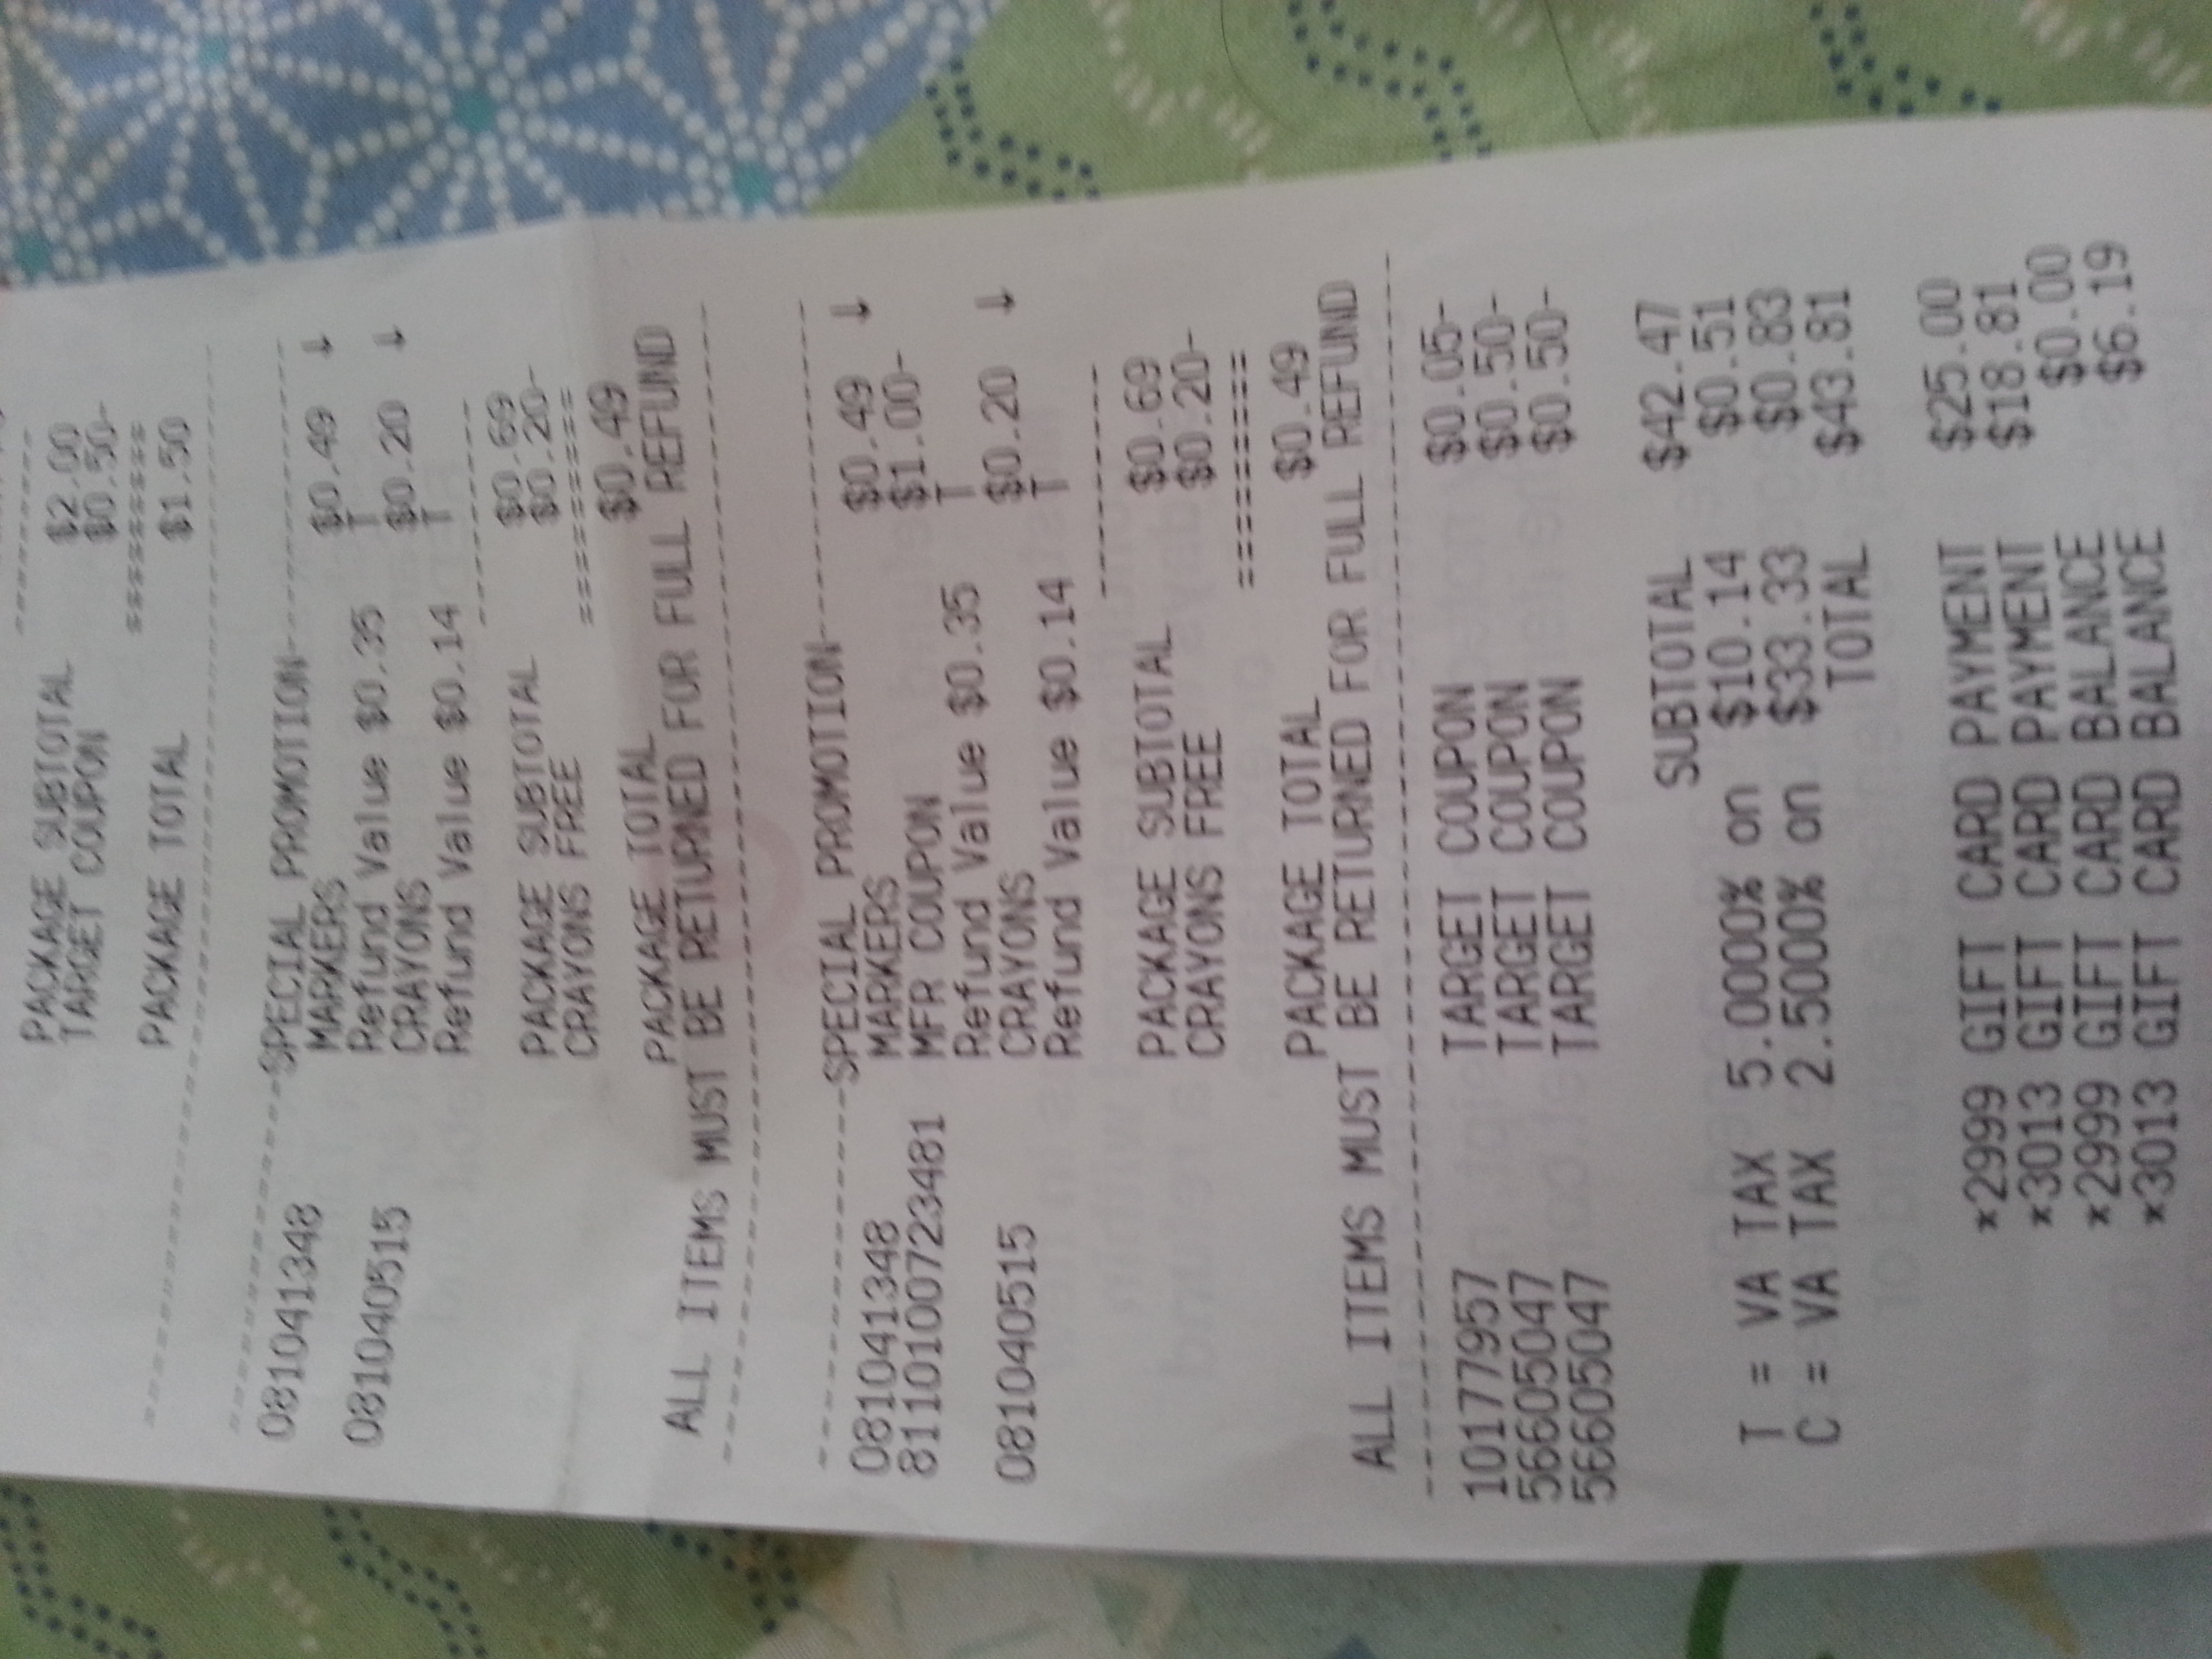 PACKAGE SUBTOTAL $2.00
TARGET COUPON $0.50-
=========
PACKAGE TOTAL $1.50
--------SPECIAL PROMOTION--------
081041348 MARKERS $0.49 ↓
Refund Value $0.35 T
081040515 CRAYONS $0.20 ↓
Refund Value $0.14 T
---------
PACKAGE SUBTOTAL $0.69
CRAYONS FREE $0.20-
=========
PACKAGE TOTAL $0.49
ALL ITEMS MUST BE RETURNED FOR FULL REFUND
--------SPECIAL PROMOTION--------
081041348 MARKERS $0.49 ↓
8110100723481 MFR COUPON $1.00-
Refund Value $0.35 T
081040515 CRAYONS $0.20 ↓
Refund Value $0.14 T
---------
PACKAGE SUBTOTAL $0.69
CRAYONS FREE $0.20-
=========
PACKAGE TOTAL $0.49
ALL ITEMS MUST BE RETURNED FOR FULL REFUND
101777957 TARGET COUPON $0.05-
566605047 TARGET COUPON $0.50-
566605047 TARGET COUPON $0.50-
SUBTOTAL $42.47
T = VA TAX 5.0000% on $10.14 $0.51
C = VA TAX 2.5000% on $33.33 $0.83
TOTAL $43.81
*2999 GIFT CARD PAYMENT $25.00
*3013 GIFT CARD PAYMENT $18.81
*2999 GIFT CARD BALANCE $0.00
*3013 GIFT CARD BALANCE $6.19